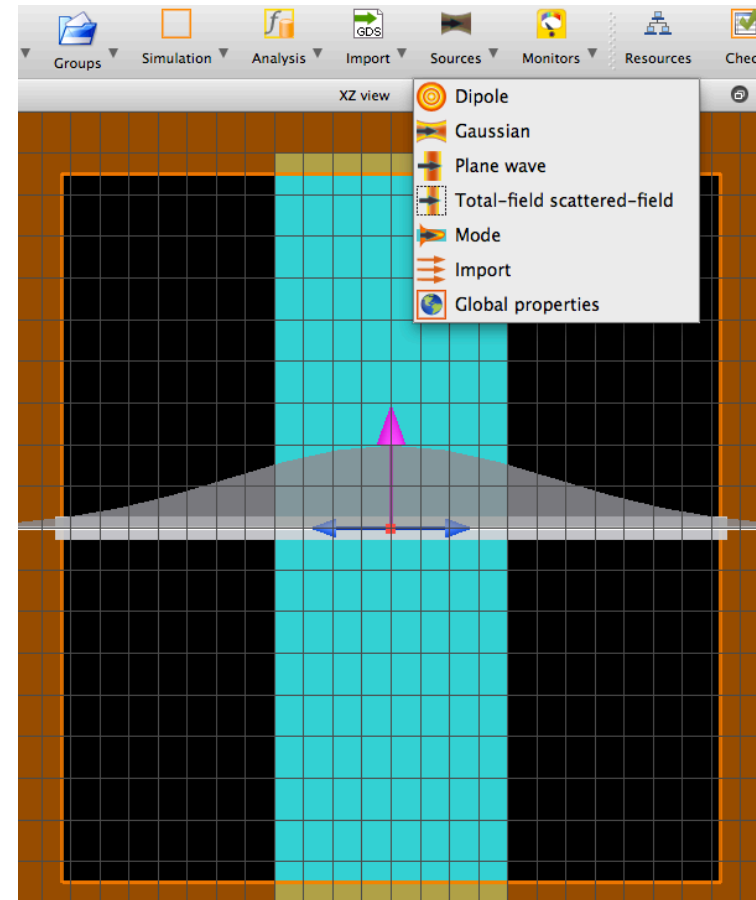 GDS
Groups Simulation Analysis Import Sources Monitors Resources
XZ view
Dipole
Gaussian
Plane wave
Total-field scattered-field
Mode
Import
Global properties